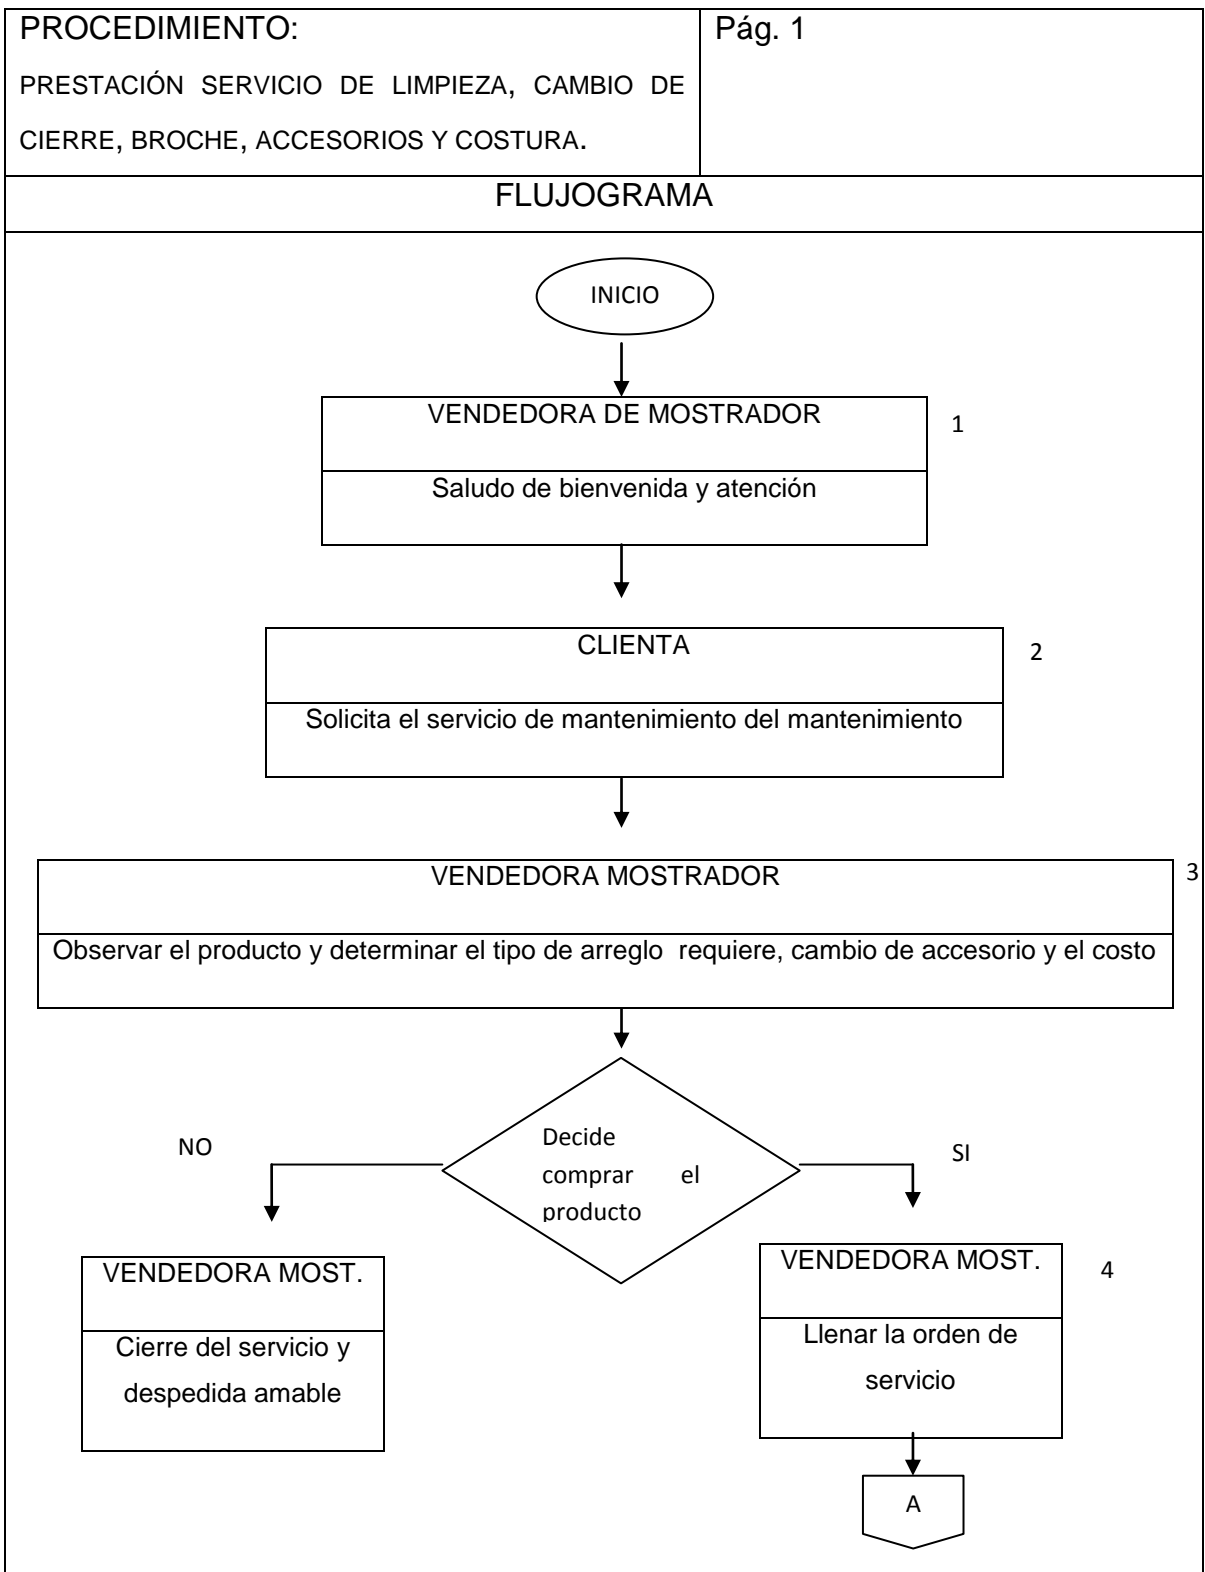 PROCEDIMIENTO:
PRESTACIÓN SERVICIO DE LIMPIEZA, CAMBIO DE
CIERRE, BROCHE, ACCESORIOS Y COSTURA.
Pág. 1
FLUJOGRAMA
INICIO
VENDEDORA DE MOSTRADOR
1
Saludo de bienvenida y atención
CLIENTA
2
Solicita el servicio de mantenimiento del mantenimiento
VENDEDORA MOSTRADOR
3
Observar el producto y determinar el tipo de arreglo  requiere, cambio de accesorio y el costo
Decide
comprar el
producto
NO
SI
VENDEDORA MOST.
Cierre del servicio y
despedida amable
VENDEDORA MOST.
4
Llenar la orden de
servicio
A